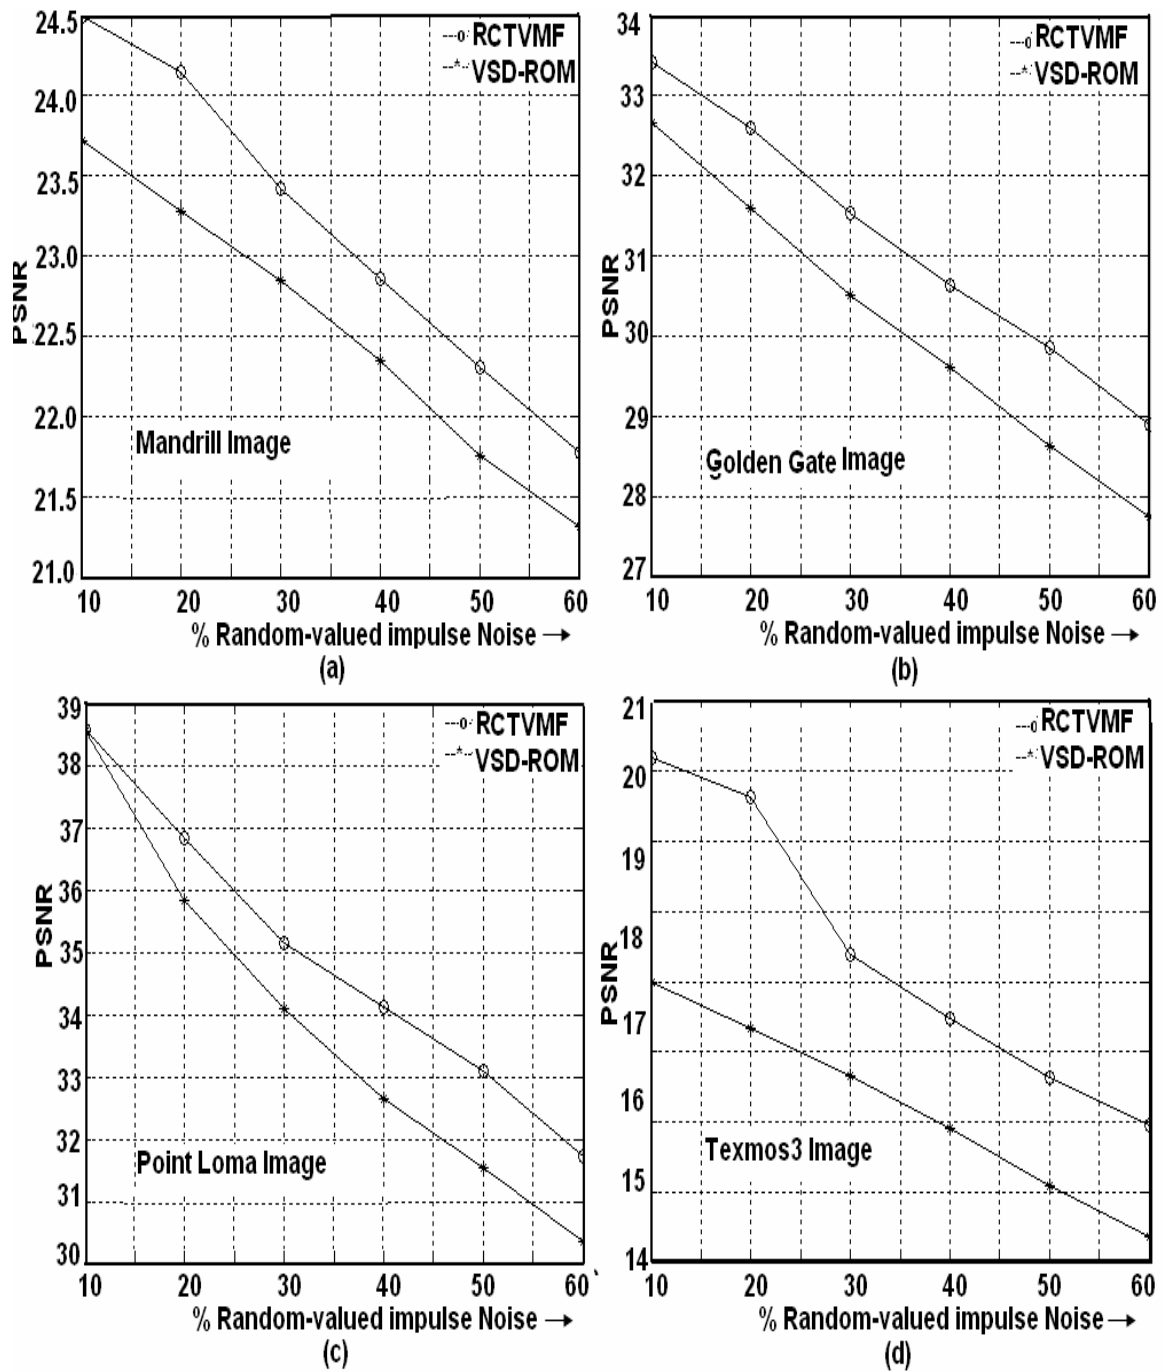 24.5
24.0
23.5
23.0
22.5
22.0
21.5
21.0
PSNR
--o· RCTVMF
--*-- VSD-ROM
Mandrill Image
10 20 30 40 50 60
% Random-valued impulse Noise →
(a)
34
33
32
31
30
29
28
27
PSNR
---o RCTVMF
---*-- VSD-ROM
Golden Gate Image
10 20 30 40 50 60
% Random-valued impulse Noise →
(b)
39
38
37
36
35
34
33
32
31
30
PSNR
---o- RCTVMF
--*-- VSD-ROM
Point Loma Image
10 20 30 40 50 60
% Random-valued impulse Noise →
(c)
21
20
19
18
17
16
15
14
PSNR
---o RCTVMF
---*-- VSD-ROM
Texmos3 Image
10 20 30 40 50 60
% Random-valued impulse Noise →
(d)